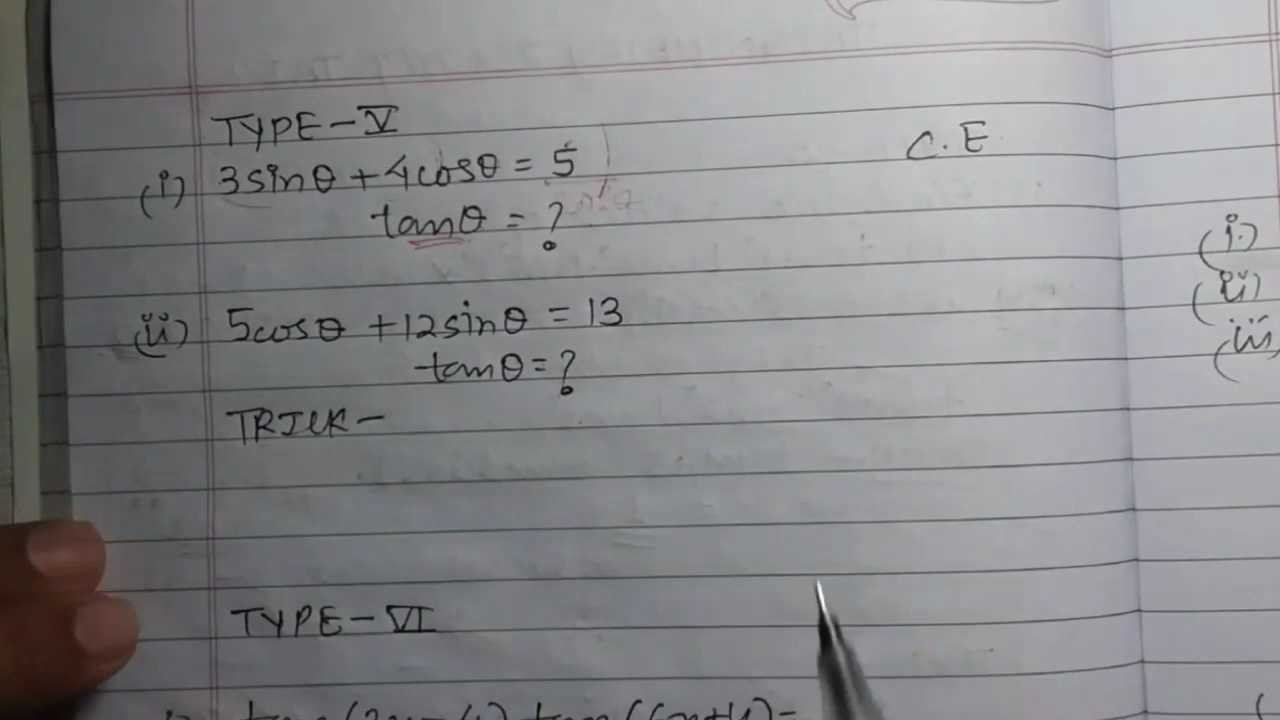 TYPE-V
C.E.
(i) 3sinθ + 4cosθ = 5
tanθ = ?
(ii) 5cosθ + 12sinθ = 13
tanθ = ?
TRICK -
TYPE-VI
(i.)
(ii)
(iii)